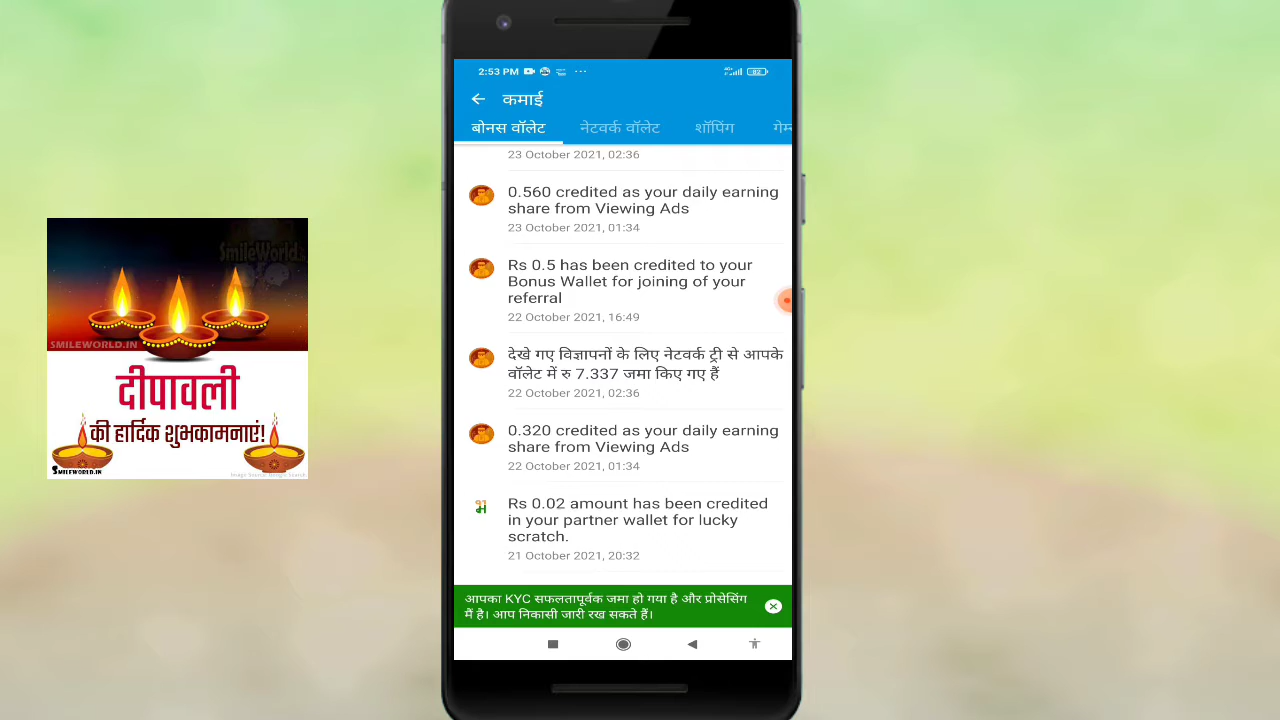 2:53 PM
कमाई
बोनस वॉलेट नेटवर्क वॉलेट शॉपिंग
23 October 2021, 02:36
0.560 credited as your daily earning
share from Viewing Ads
23 October 2021, 01:34
Rs 0.5 has been credited to your
Bonus Wallet for joining of your
referral
22 October 2021, 16:49
देखे गए विज्ञापनों के लिए नेटवर्क ट्री से आपके
वॉलेट में रु 7.337 जमा किए गए हैं
22 October 2021, 02:36
0.320 credited as your daily earning
share from Viewing Ads
22 October 2021, 01:34
Rs 0.02 amount has been credited
in your partner wallet for lucky
scratch.
21 October 2021, 20:32
आपका KYC सफलतापूर्वक जमा हो गया है और प्रोसेसिंग
मैं है। आप निकासी जारी रख सकते हैं।
SmileWorld.in
SMILEWORLD.IN
दीपावली
की हार्दिक शुभकामनाएं!
SMILEWORLD.IN